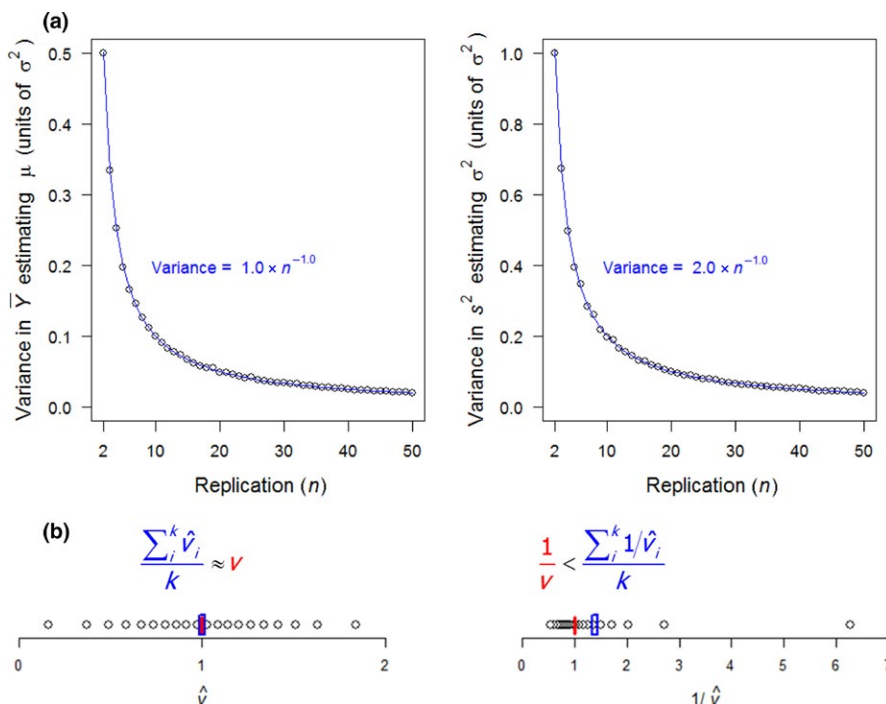 (a)
Variance in Y̅ estimating μ (units of σ²)
0.5
0.4
0.3
0.2
0.1
0.0
Variance = 1.0 × n⁻¹·⁰
2 10 20 30 40 50
Replication (n)
Variance in s² estimating σ² (units of σ²)
1.0
0.8
0.6
0.4
0.2
0.0
Variance = 2.0 × n⁻¹·⁰
2 10 20 30 40 50
Replication (n)
(b)
∑ᵢᵏ v̂ᵢ / k ≈ v
0 1 2
v̂
1/v < ∑ᵢᵏ 1/v̂ᵢ / k
0 1 2 3 4 5 6 7
1/ v̂